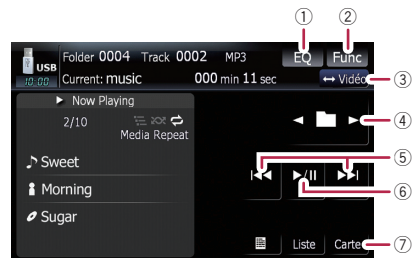 ① ②
USB Folder 0004 Track 0002 MP3 EQ Func
10:00 Current: music 000 min 11 sec ↔ Vidéo ③
► Now Playing
2/10 ④
Media Repeat
Sweet ⑤
Morning ⑥
Sugar
Liste Carte ⑦